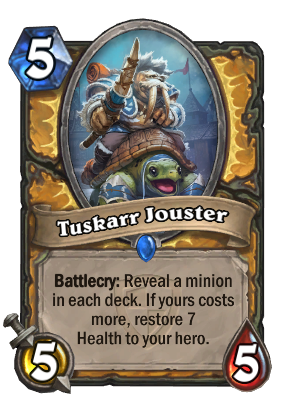 5
Tuskarr Jouster
Battlecry: Reveal a minion
in each deck. If yours costs
more, restore 7
Health to your hero.
5 5